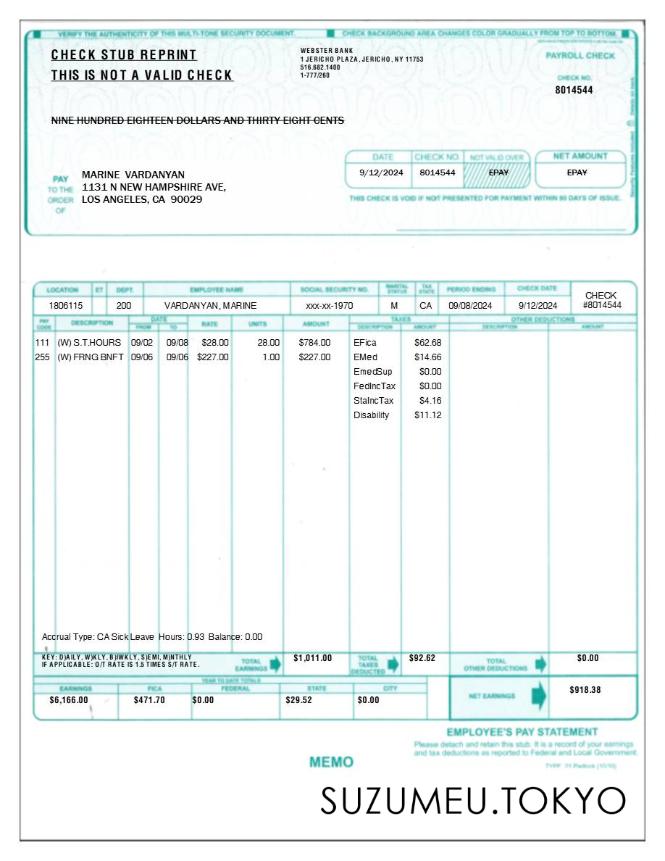 VERIFY THE AUTHENTICITY OF THIS MULTI-TONE SECURITY DOCUMENT. CHECK BACKGROUND AREA CHANGES COLOR GRADUALLY FROM TOP TO BOTTOM.
CHECK STUB REPRINT
THIS IS NOT A VALID CHECK
WEBSTER BANK
1 JERICHO PLAZA, JERICHO, NY 11753
516.682.1400
1-777/260
PAYROLL CHECK
CHECK NO.
8014544
NINE HUNDRED EIGHTEEN DOLLARS AND THIRTY EIGHT CENTS
DATE CHECK NO. NOT VALID OVER NET AMOUNT
9/12/2024 8014544 EPAY EPAY
PAY TO THE ORDER OF
MARINE VARDANYAN
1131 N NEW HAMPSHIRE AVE,
LOS ANGELES, CA 90029
THIS CHECK IS VOID IF NOT PRESENTED FOR PAYMENT WITHIN 90 DAYS OF ISSUE.
LOCATION ET DEPT. EMPLOYEE NAME SOCIAL SECURITY NO. MARITAL STATUS TAX STATE PERIOD ENDING CHECK DATE CHECK
1806115 200 VARDANYAN, MARINE xxx-xx-1970 M CA 09/08/2024 9/12/2024 #8014544
PAY CODE DESCRIPTION DATE FROM TO RATE UNITS AMOUNT TAXES DESCRIPTION AMOUNT OTHER DEDUCTIONS DESCRIPTION AMOUNT
111 (W) S.T.HOURS 09/02 09/08 $28.00 28.00 $784.00 EFica $62.68
255 (W) FRNG BNFT 09/06 09/06 $227.00 1.00 $227.00 EMed $14.66
EmedSup $0.00
FedIncTax $0.00
StaIncTax $4.16
Disability $11.12
Accrual Type: CA Sick Leave Hours: 0.93 Balance: 0.00
KEY: D)AILY, W)KLY, B)IWKLY, S)EMI, M)NTHLY
IF APPLICABLE: O/T RATE IS 1.5 TIMES S/T RATE.
TOTAL EARNINGS $1,011.00 TOTAL TAXES DEDUCTED $92.62 TOTAL OTHER DEDUCTIONS $0.00
YEAR TO DATE TOTALS
EARNINGS FICA FEDERAL STATE CITY
$6,166.00 $471.70 $0.00 $29.52 $0.00
NET EARNINGS $918.38
EMPLOYEE'S PAY STATEMENT
Please detach and retain this stub. It is a record of your earnings
and tax deductions as reported to Federal and Local Government.
MEMO
SUZUMEU.TOKYO